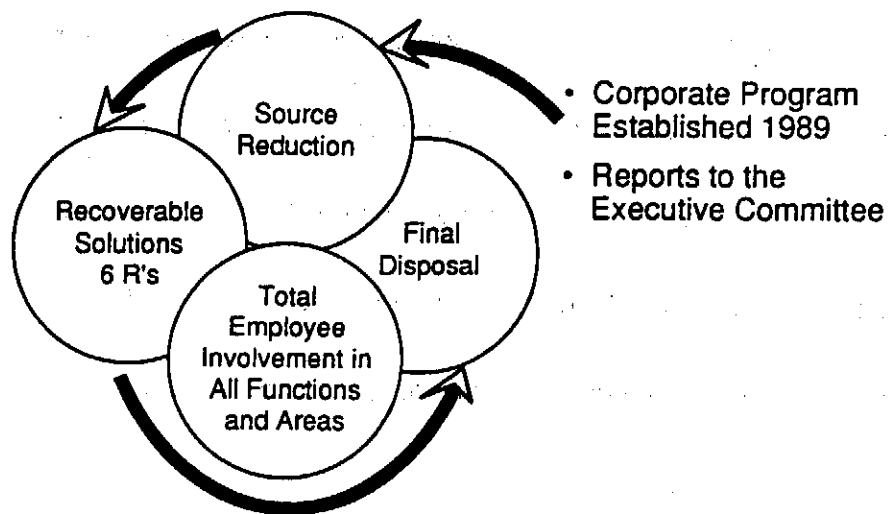 Source
Reduction
Recoverable
Solutions
6 R's
Final
Disposal
Total
Employee
Involvement in
All Functions
and Areas
• Corporate Program
Established 1989
• Reports to the
Executive Committee